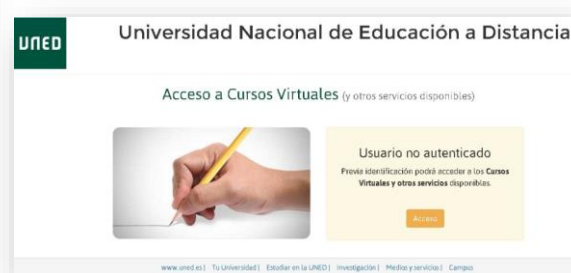 UNED
Universidad Nacional de Educación a Distancia
Acceso a Cursos Virtuales (y otros servicios disponibles)
Usuario no autenticado
Previa identificación podrá acceder a los Cursos
Virtuales y otros servicios disponibles.
Acceso
www.uned.es | Tu Universidad | Estudiar en la UNED | Investigación | Medios y servicios | Campus